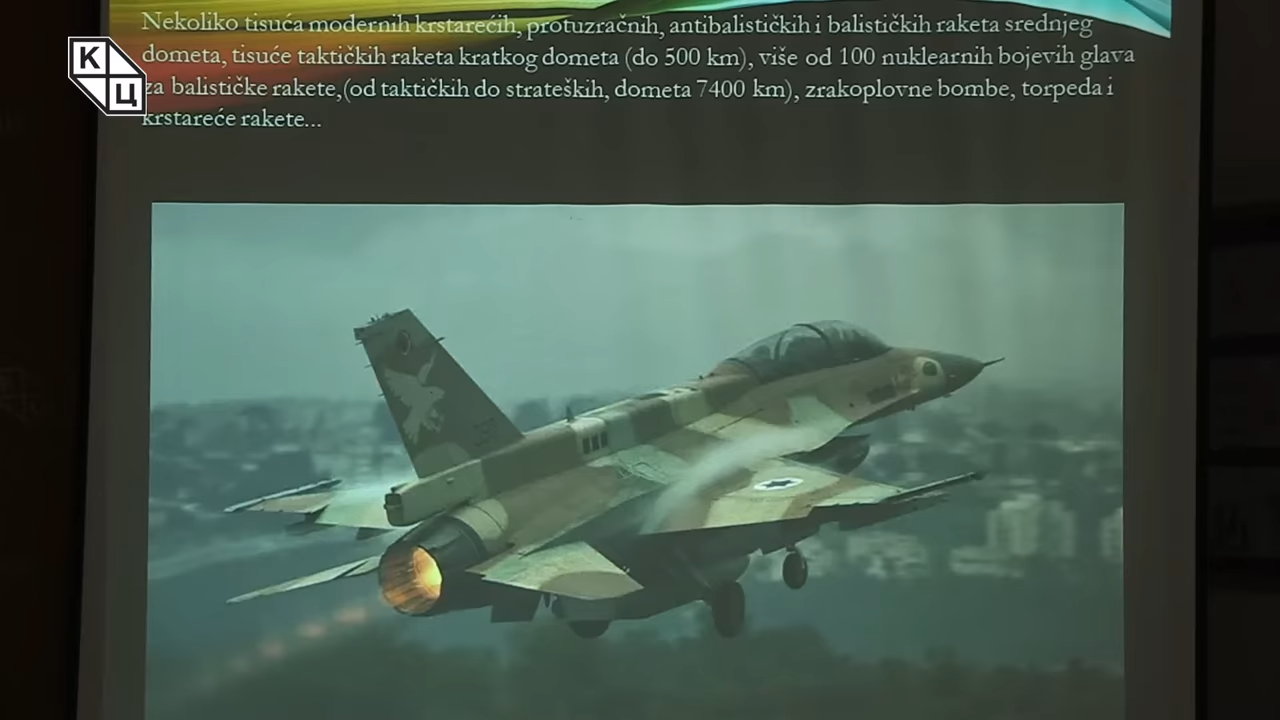 Nekoliko tisuća modernih krstarećih, protuzračnih, antibalističkih i balističkih raketa srednjeg
dometa, tisuće taktičkih raketa kratkog dometa (do 500 km), više od 100 nuklearnih bojevih glava
za balističke rakete,(od taktičkih do strateških, dometa 7400 km), zrakoplovne bombe, torpeda i
krstareće rakete...
К
Ц